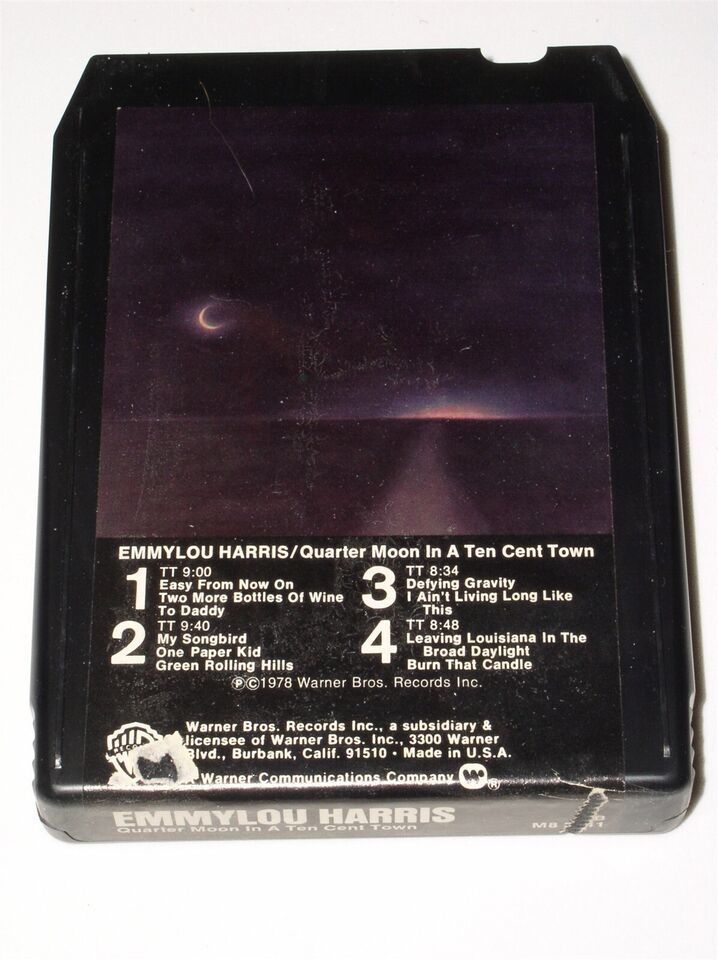 EMMYLOU HARRIS/Quarter Moon In A Ten Cent Town
1 TT 9:00
Easy From Now On
Two More Bottles Of Wine
To Daddy
2 TT 9:40
My Songbird
One Paper Kid
Green Rolling Hills
3 TT 8:34
Defying Gravity
I Ain't Living Long Like
This
4 TT 8:48
Leaving Louisiana In The
Broad Daylight
Burn That Candle
ⓅⒸ1978 Warner Bros. Records Inc.
Warner Bros. Records Inc., a subsidiary &
licensee of Warner Bros. Inc., 3300 Warner
Blvd., Burbank, Calif. 91510 • Made in U.S.A.
Warner Communications Company ®
EMMYLOU HARRIS
Quarter Moon In A Ten Cent Town
M8